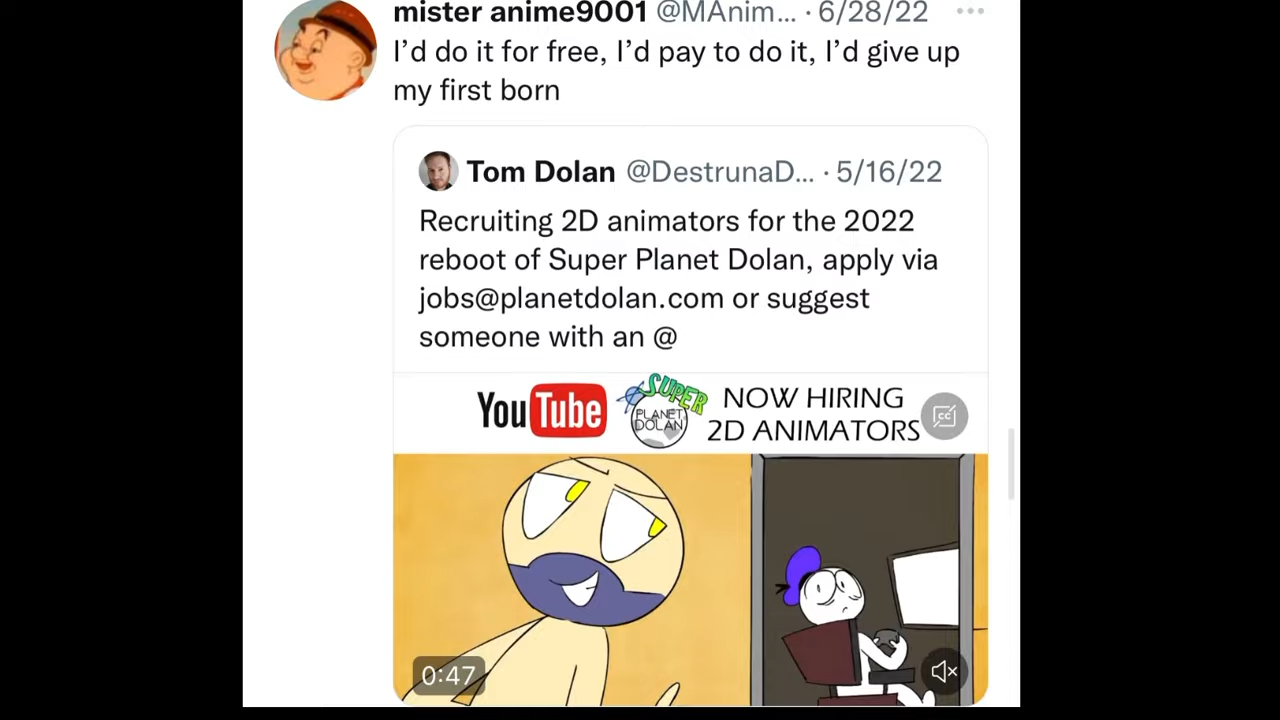 mister anime9001 @MAnim... · 6/28/22
I'd do it for free, I'd pay to do it, I'd give up
my first born
Tom Dolan @DestrunaD... · 5/16/22
Recruiting 2D animators for the 2022
reboot of Super Planet Dolan, apply via
jobs@planetdolan.com or suggest
someone with an @
YouTube
SUPER
PLANET
DOLAN
NOW HIRING
2D ANIMATORS
CC
0:47